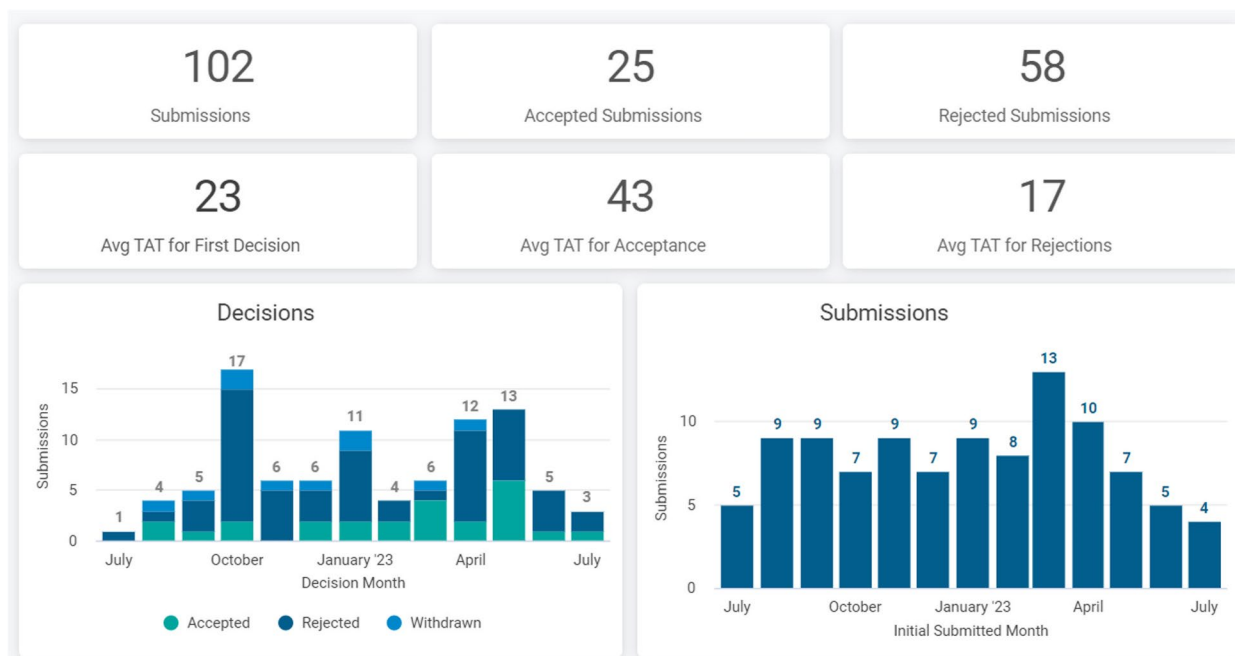 102
Submissions
25
Accepted Submissions
58
Rejected Submissions
23
Avg TAT for First Decision
43
Avg TAT for Acceptance
17
Avg TAT for Rejections
Decisions
Submissions
15
10
5
0
1
4
5
17
6
6
11
4
6
12
13
5
3
July
October
January '23
April
July
Decision Month
Accepted
Rejected
Withdrawn
Submissions
Submissions
10
5
0
5
9
9
7
9
7
9
8
13
10
7
5
4
July
October
January '23
April
July
Initial Submitted Month